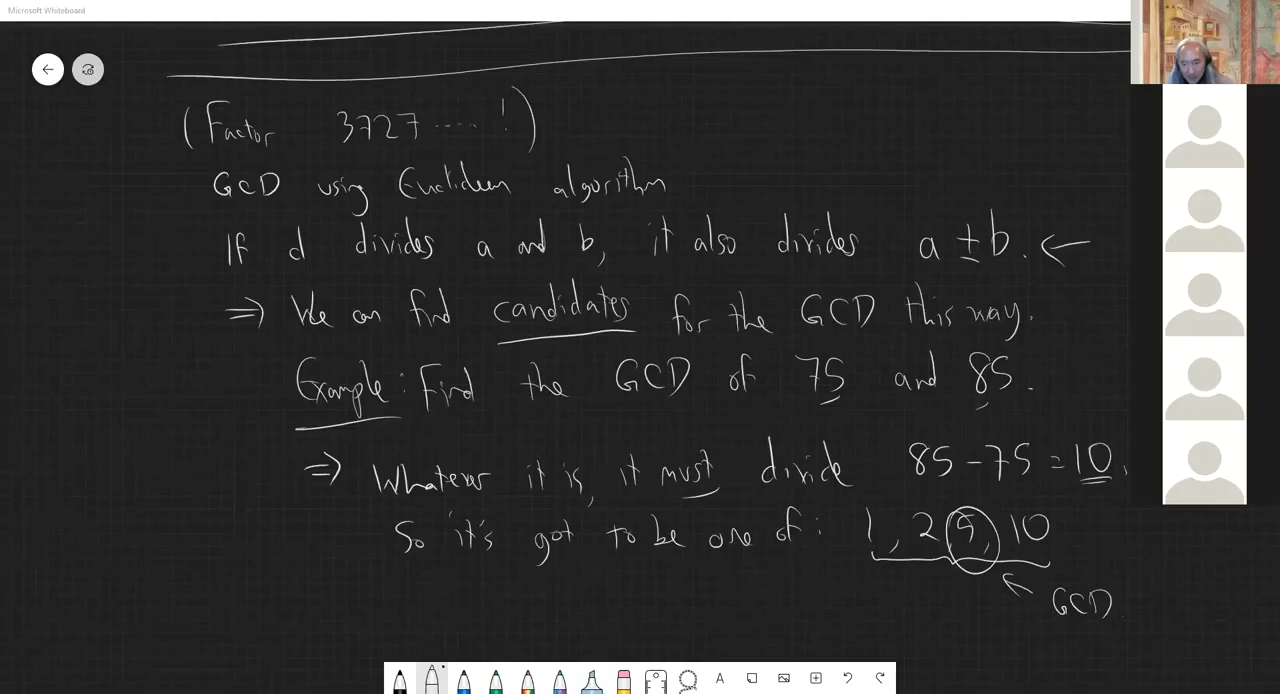 Microsoft Whiteboard
(Factor 3727 ..... !)
GCD using Euclidean algorithm
If d divides a and b, it also divides a ± b. ←
⇒ We can find candidates for the GCD this way.
Example: Find the GCD of 75 and 85.
⇒ Whatever it is, it must divide 85 - 75 = 10.
So it's got to be one of: 1, 2, 5, 10
← GCD.
A